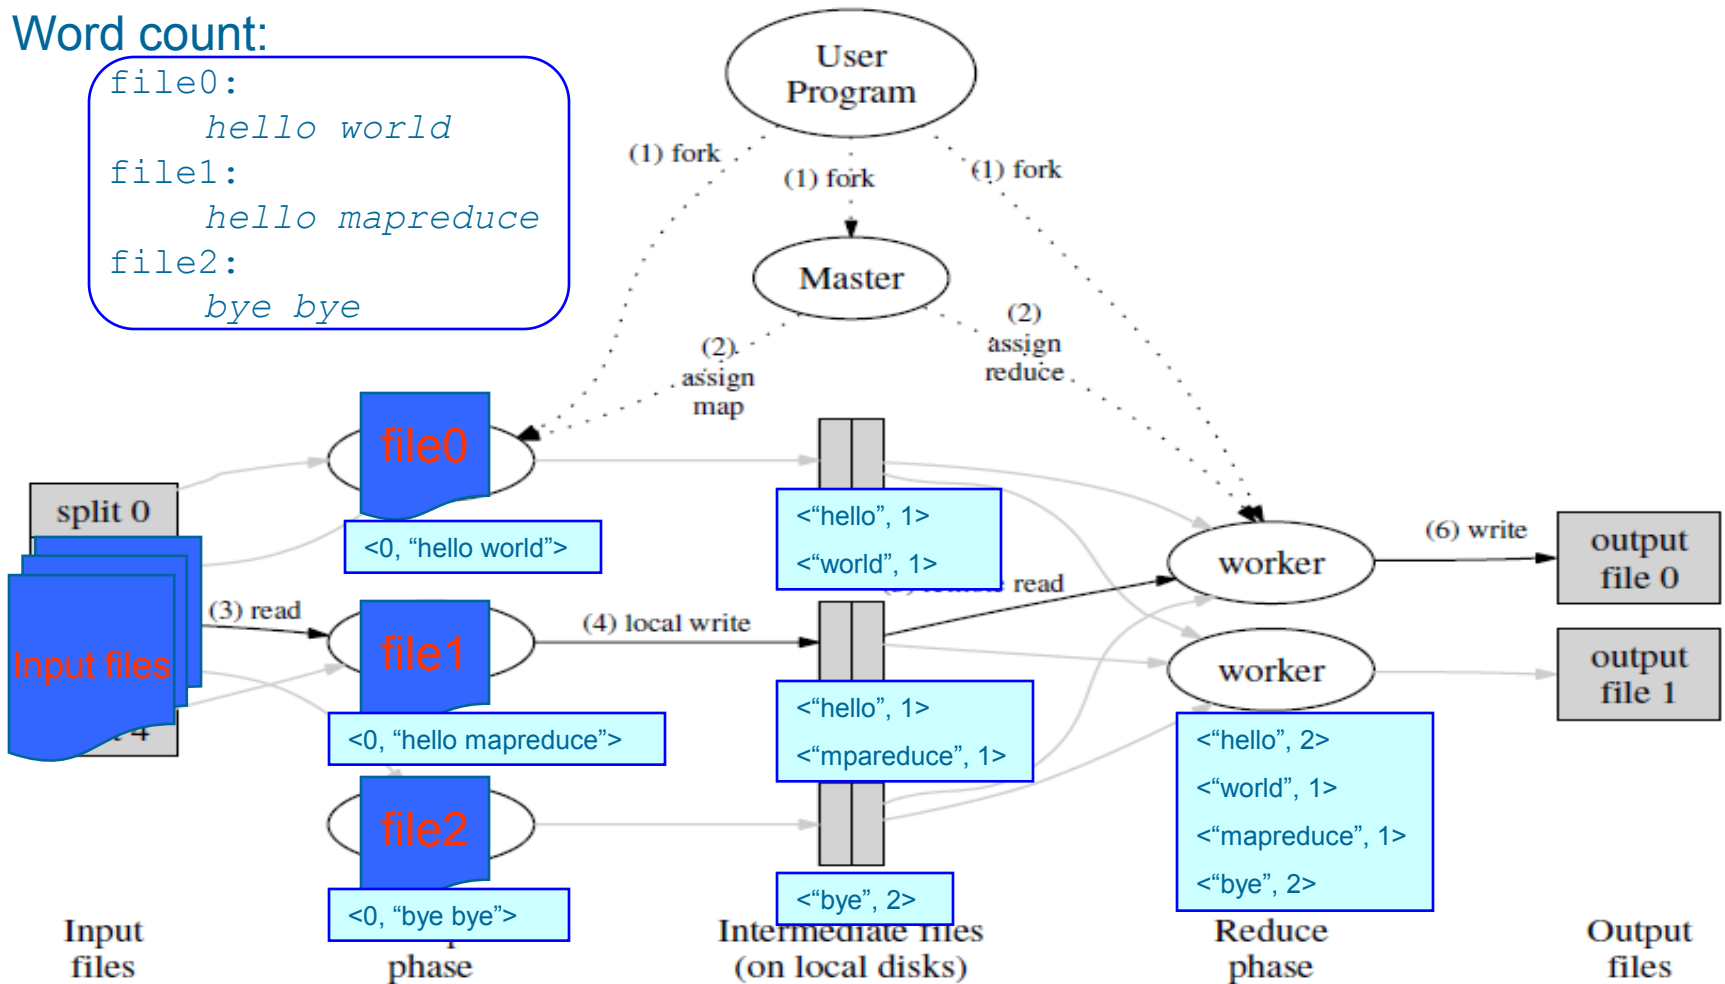 Word count:
file0:
hello world
file1:
hello mapreduce
file2:
bye bye
User
Program
(1) fork
(1) fork
(1) fork
Master
(2)
assign
map
(2)
assign
reduce
split 0
Input files
4
(3) read
file0
<0, “hello world”>
file1
<0, “hello mapreduce”>
file2
<0, “bye bye”>
(4) local write
<“hello”, 1>
<“world”, 1>
read
<“hello”, 1>
<“mpareduce”, 1>
<“bye”, 2>
worker
worker
<“hello”, 2>
<“world”, 1>
<“mapreduce”, 1>
<“bye”, 2>
(6) write
output
file 0
output
file 1
Input
files
phase
Intermediate files
(on local disks)
Reduce
phase
Output
files